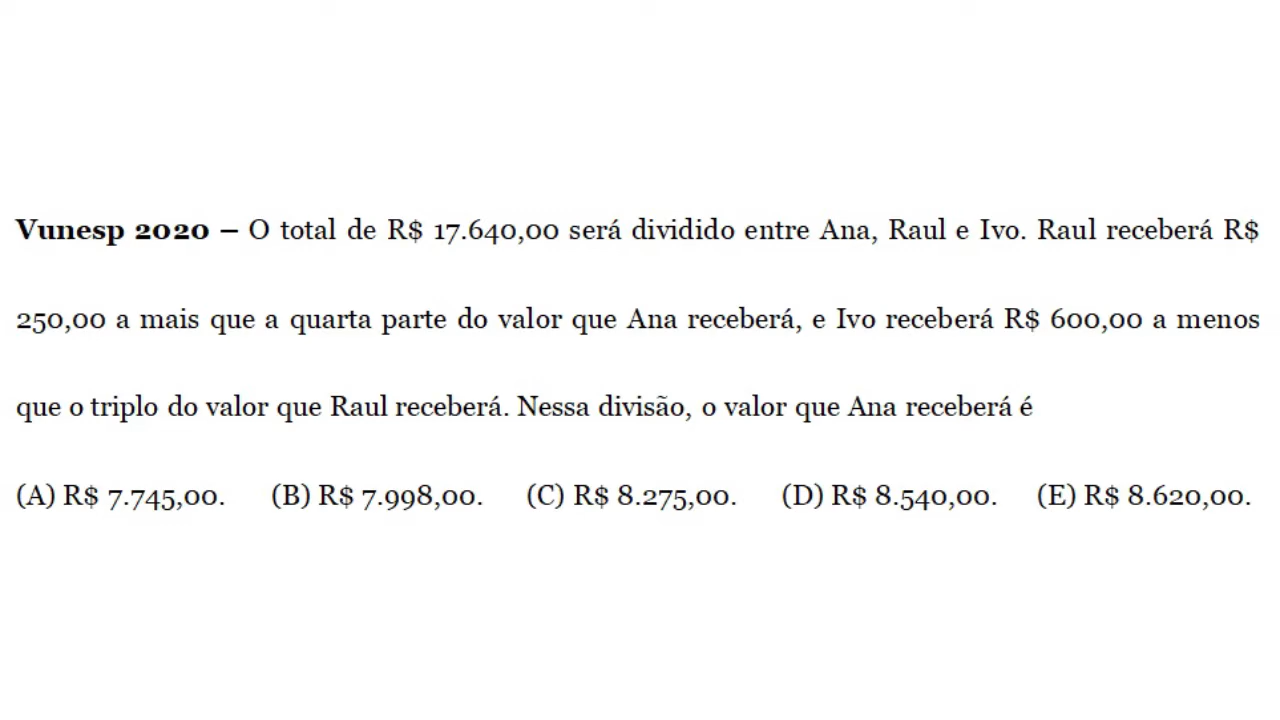 Vunesp 2020 – O total de R$ 17.640,00 será dividido entre Ana, Raul e Ivo. Raul receberá R$
250,00 a mais que a quarta parte do valor que Ana receberá, e Ivo receberá R$ 600,00 a menos
que o triplo do valor que Raul receberá. Nessa divisão, o valor que Ana receberá é
(A) R$ 7.745,00. (B) R$ 7.998,00. (C) R$ 8.275,00. (D) R$ 8.540,00. (E) R$ 8.620,00.